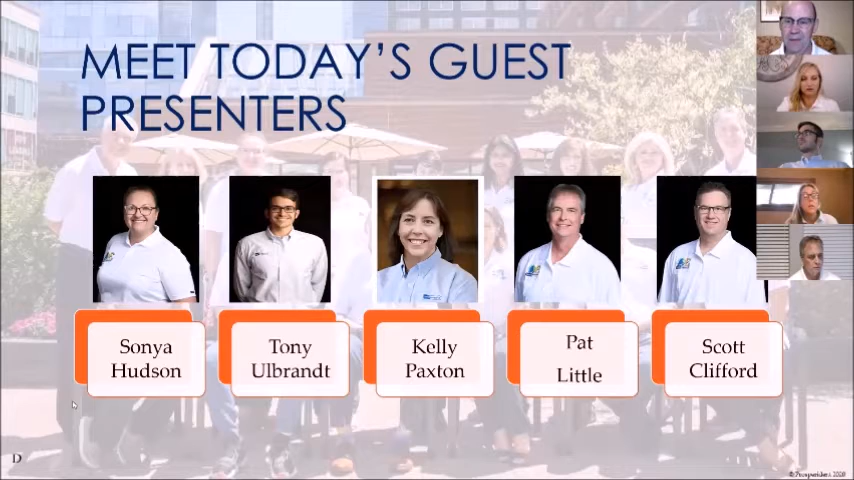 MEET TODAY'S GUEST
PRESENTERS
Sonya
Hudson
Tony
Ulbrandt
Kelly
Paxton
Pat
Little
Scott
Clifford
D